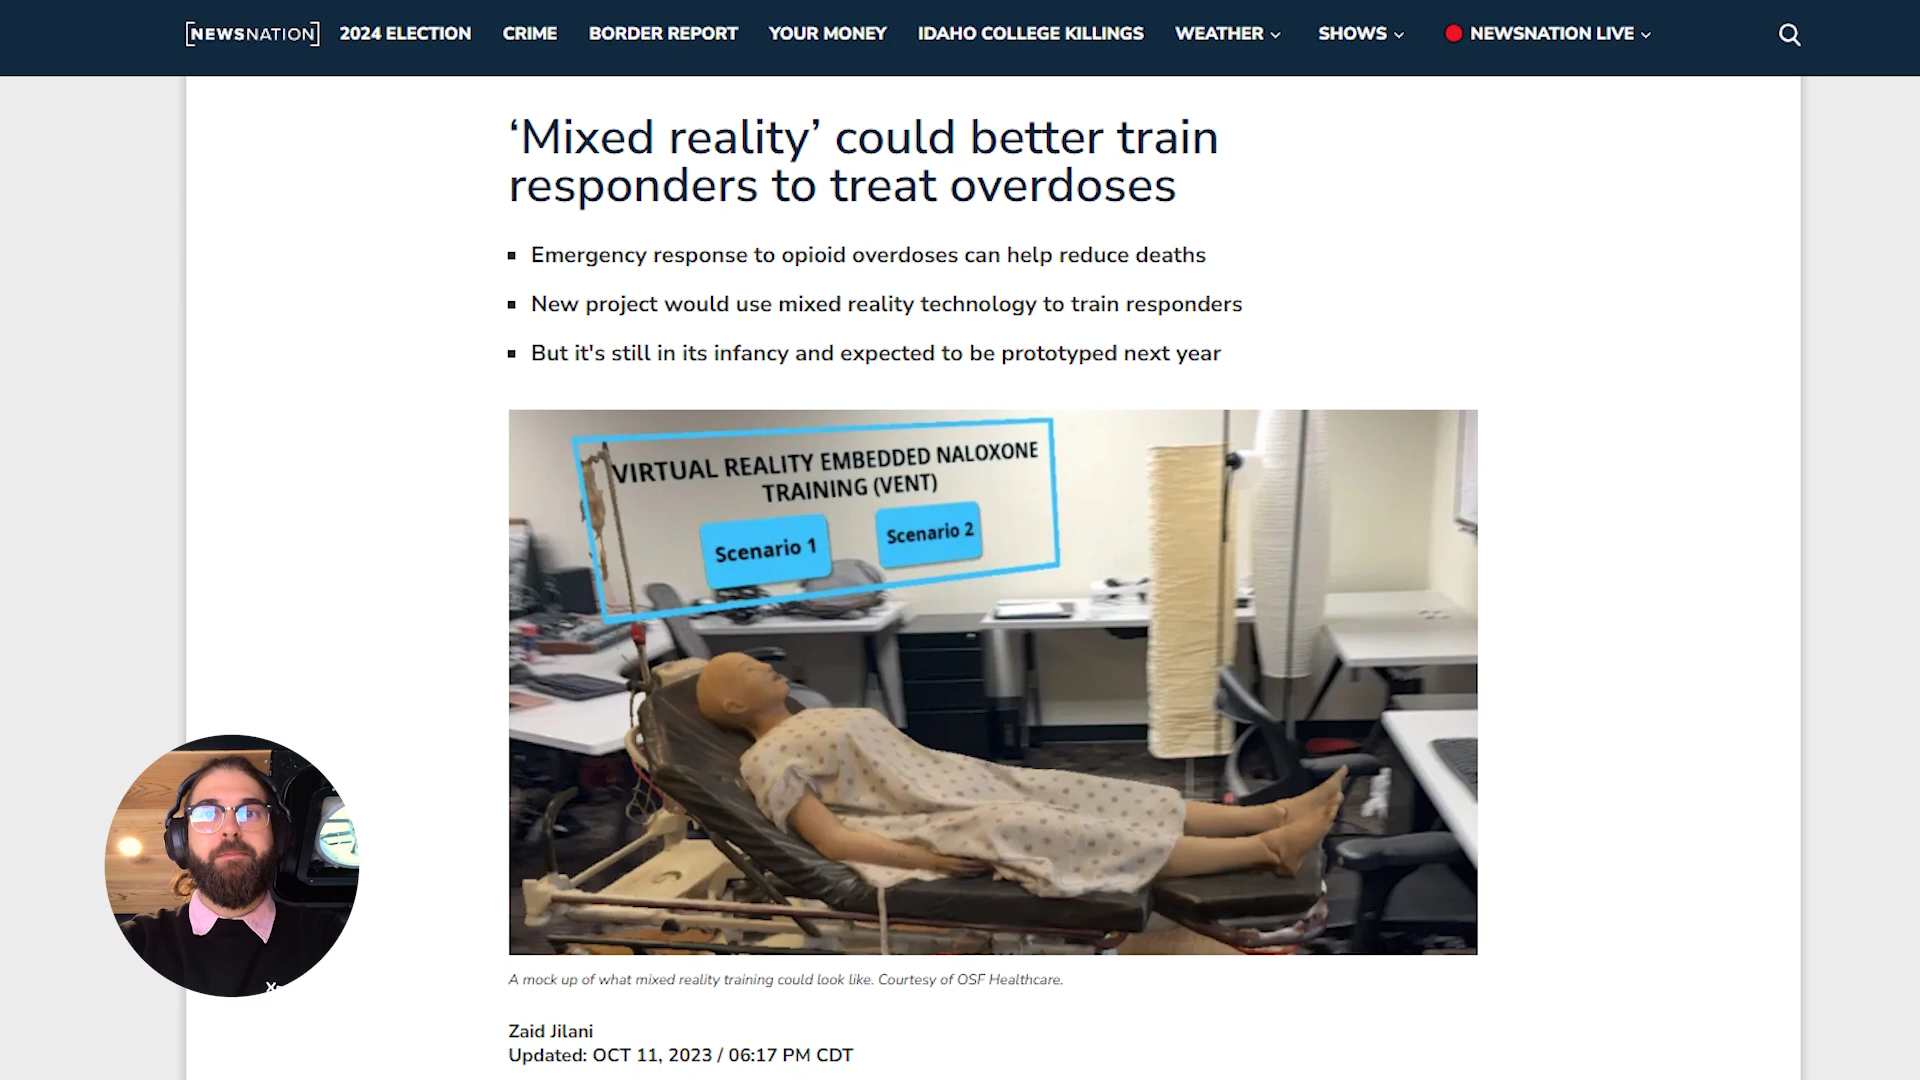 [NEWSNATION] 2024 ELECTION CRIME BORDER REPORT YOUR MONEY IDAHO COLLEGE KILLINGS WEATHER SHOWS NEWSNATION LIVE
‘Mixed reality’ could better train
responders to treat overdoses
Emergency response to opioid overdoses can help reduce deaths
New project would use mixed reality technology to train responders
But it's still in its infancy and expected to be prototyped next year
VIRTUAL REALITY EMBEDDED NALOXONE
TRAINING (VENT)
Scenario 1 Scenario 2
A mock up of what mixed reality training could look like. Courtesy of OSF Healthcare.
Zaid Jilani
Updated: OCT 11, 2023 / 06:17 PM CDT